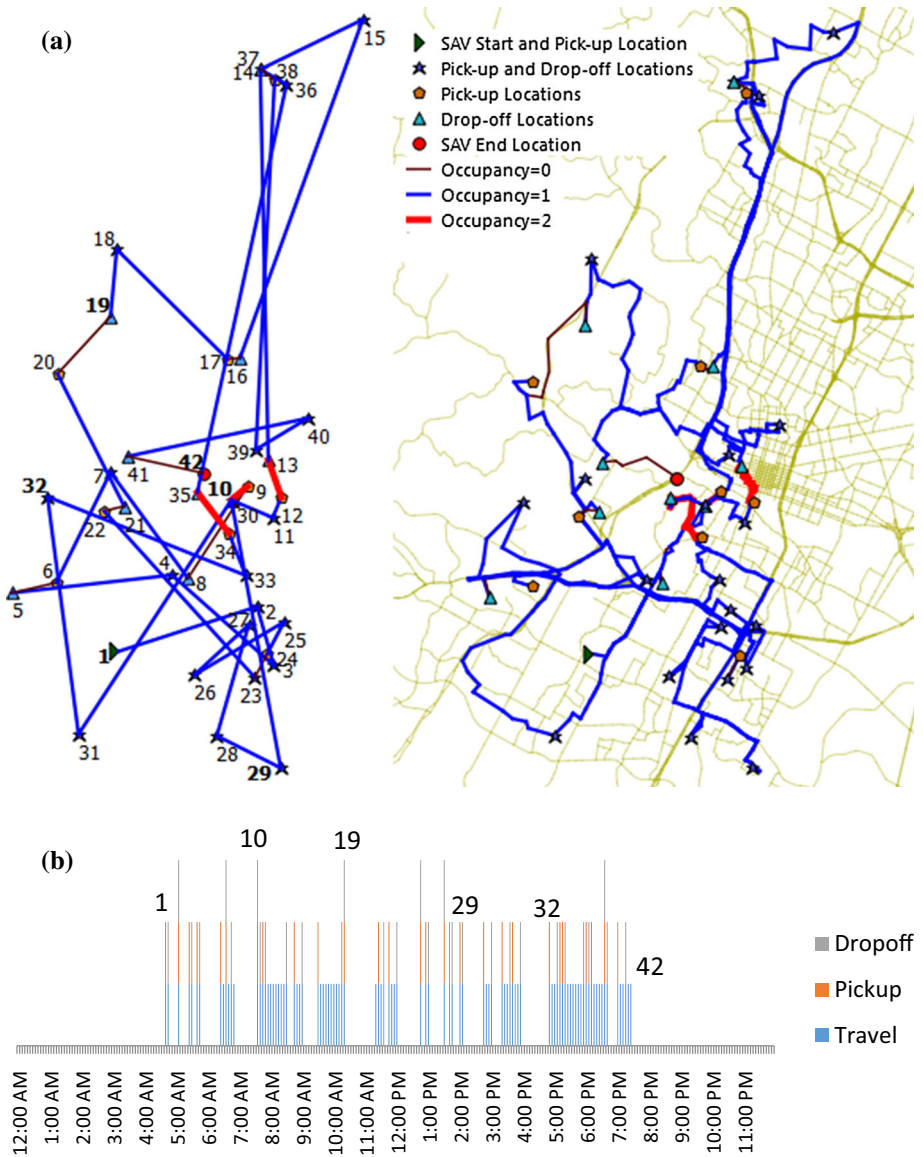 (a)
SAV Start and Pick-up Location
Pick-up and Drop-off Locations
Pick-up Locations
Drop-off Locations
SAV End Location
Occupancy=0
Occupancy=1
Occupancy=2
15
37
14
38
36
18
19
20
17
16
40
39
13
41
42
7
35
10
9
12
32
30
11
22
21
34
6
4
8
33
5
2
27
25
1
24
3
26
23
31
28
29
(b)
10
19
1
29
32
42
Dropoff
Pickup
Travel
12:00 AM
1:00 AM
2:00 AM
3:00 AM
4:00 AM
5:00 AM
6:00 AM
7:00 AM
8:00 AM
9:00 AM
10:00 AM
11:00 AM
12:00 PM
1:00 PM
2:00 PM
3:00 PM
4:00 PM
5:00 PM
6:00 PM
7:00 PM
8:00 PM
9:00 PM
10:00 PM
11:00 PM